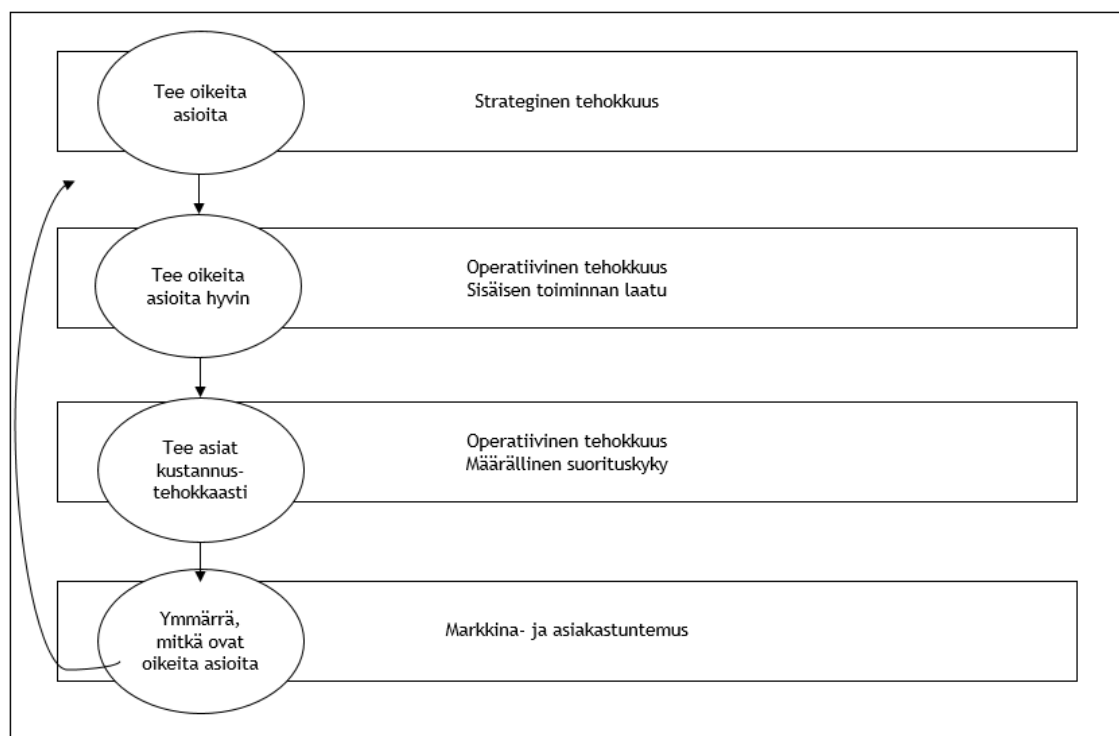 Tee oikeita
asioita
Strateginen tehokkuus
Tee oikeita
asioita hyvin
Operatiivinen tehokkuus
Sisäisen toiminnan laatu
Tee asiat
kustannus-
tehokkaasti
Operatiivinen tehokkuus
Määrällinen suorituskyky
Ymmärrä,
mitkä ovat
oikeita asioita
Markkina- ja asiakastuntemus